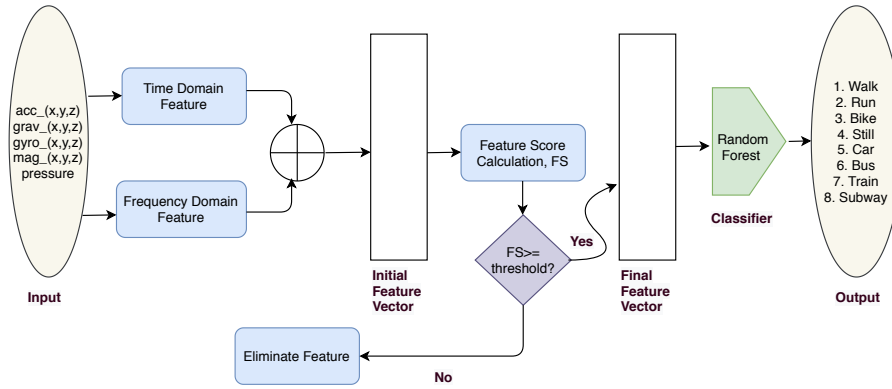 acc_(x,y,z)
grav_(x,y,z)
gyro_(x,y,z)
mag_(x,y,z)
pressure
Input
Time Domain
Feature
Frequency Domain
Feature
Initial
Feature
Vector
Feature Score
Calculation, FS
FS>=
threshold?
Yes
No
Eliminate Feature
Final
Feature
Vector
Random
Forest
Classifier
1. Walk
2. Run
3. Bike
4. Still
5. Car
6. Bus
7. Train
8. Subway
Output